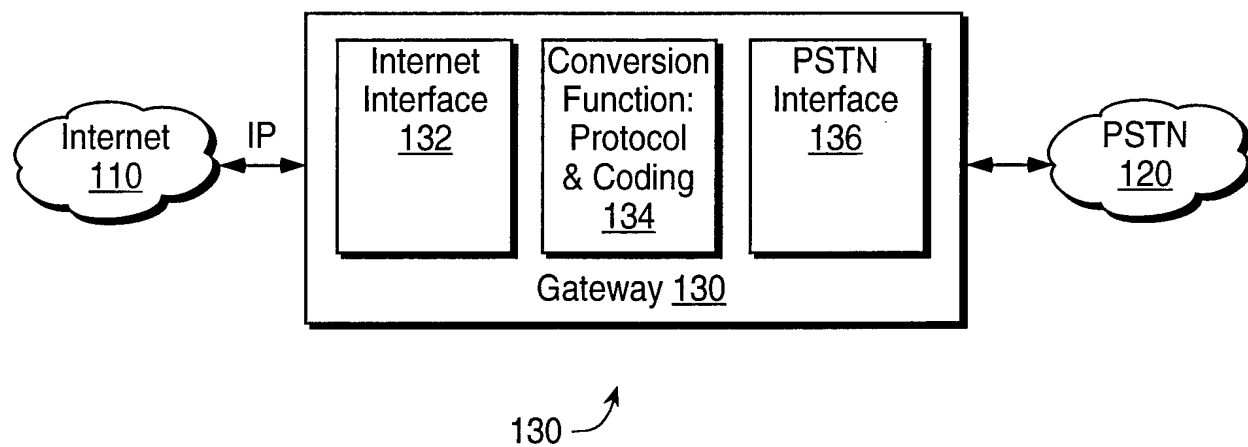 Internet
110
IP
Internet
Interface
132
Conversion
Function:
Protocol
& Coding
134
PSTN
Interface
136
Gateway 130
PSTN
120
130